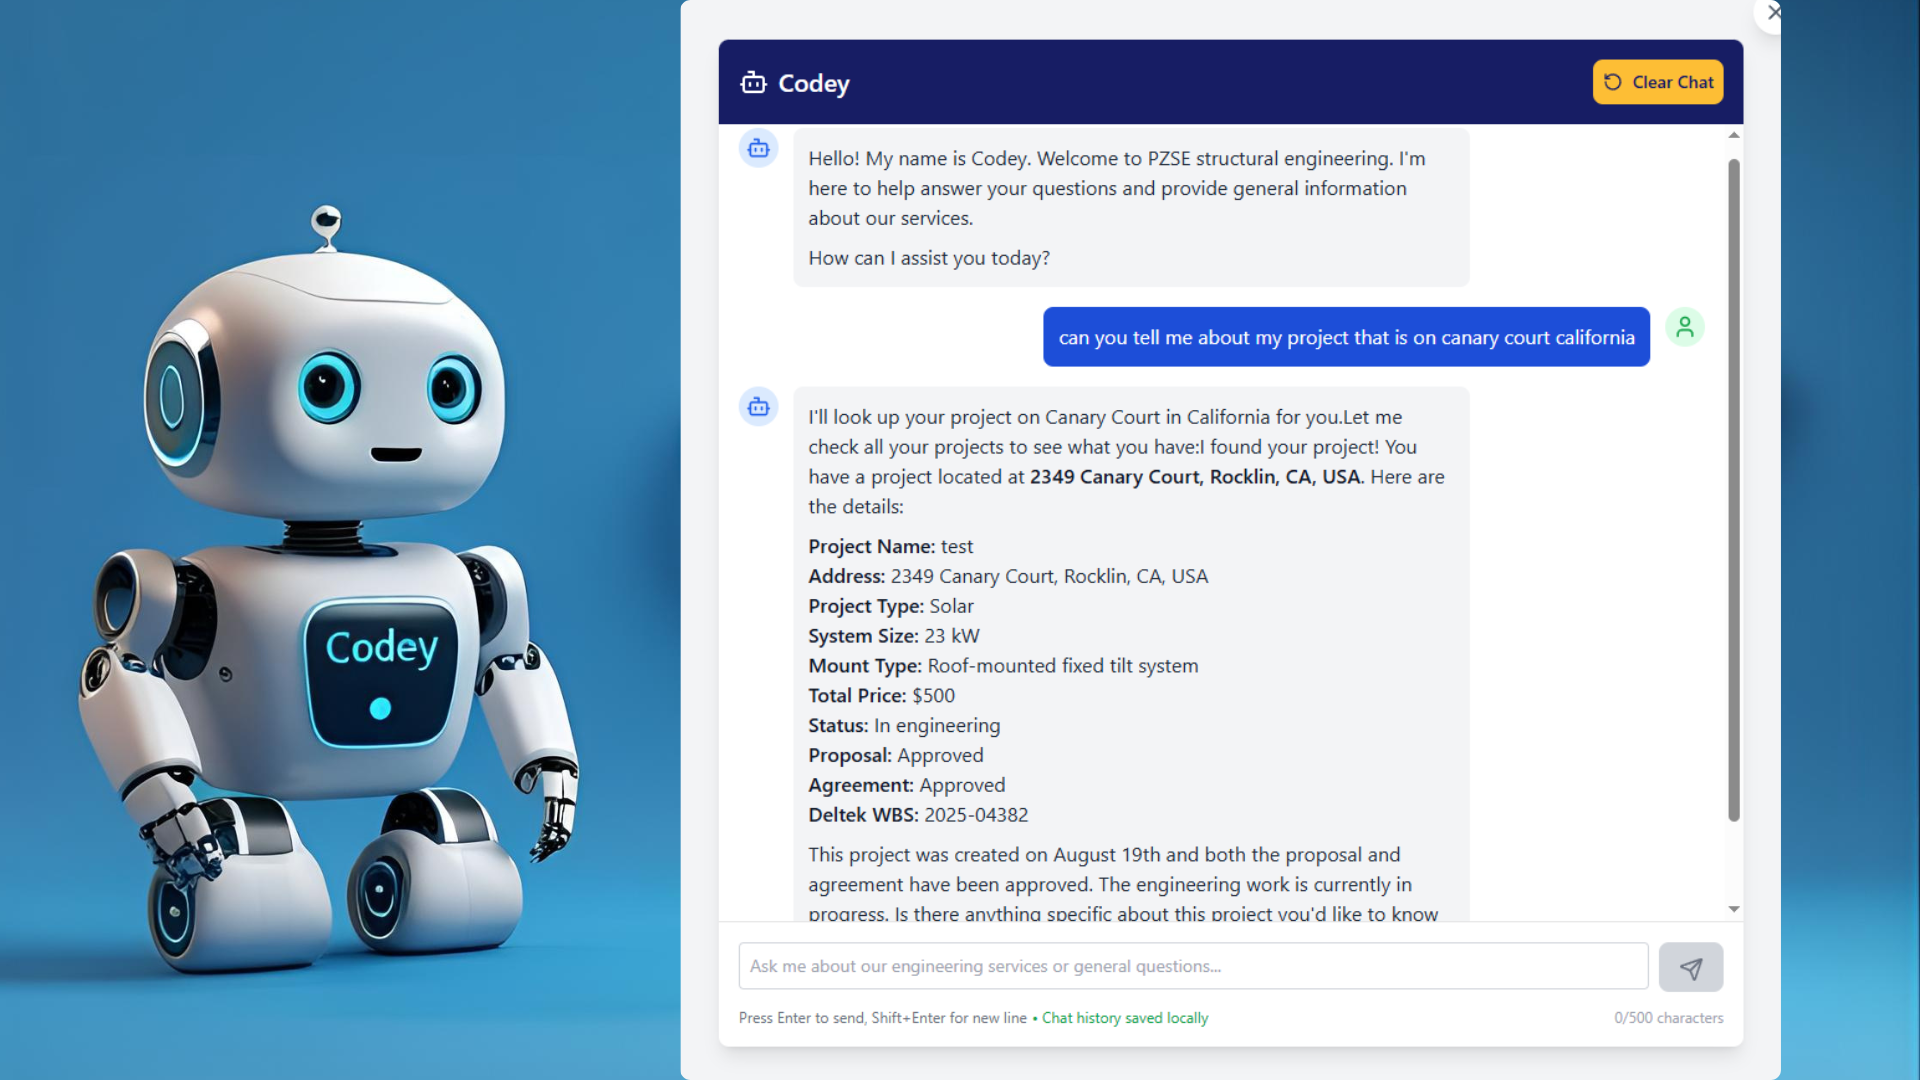 Codey
Codey
Clear Chat
Hello! My name is Codey. Welcome to PZSE structural engineering. I'm
here to help answer your questions and provide general information
about our services.
How can I assist you today?
can you tell me about my project that is on canary court california
I'll look up your project on Canary Court in California for you.Let me
check all your projects to see what you have:I found your project! You
have a project located at 2349 Canary Court, Rocklin, CA, USA. Here are
the details:
Project Name: test
Address: 2349 Canary Court, Rocklin, CA, USA
Project Type: Solar
System Size: 23 kW
Mount Type: Roof-mounted fixed tilt system
Total Price: $500
Status: In engineering
Proposal: Approved
Agreement: Approved
Deltek WBS: 2025-04382
This project was created on August 19th and both the proposal and
agreement have been approved. The engineering work is currently in
progress. Is there anything specific about this project you'd like to know
Ask me about our engineering services or general questions...
Press Enter to send, Shift+Enter for new line • Chat history saved locally
0/500 characters